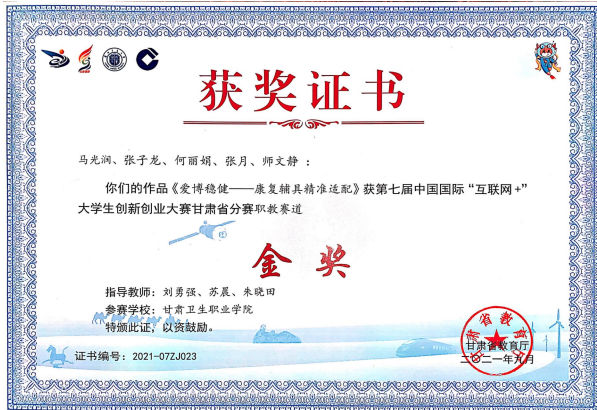 获奖证书
马光润、张子龙、何丽娟、张月、师文静：
你们的作品《爱博稳健——康复辅具精准适配》获第七届中国国际“互联网+”
大学生创新创业大赛甘肃省分赛职教赛道
金奖
指导教师：刘勇强、苏晨、朱晓田
参赛学校：甘肃卫生职业学院
特颁此证，以资鼓励。
证书编号：2021-07ZJ023
甘肃省教育厅
甘肃省教育厅
二〇二一年九月